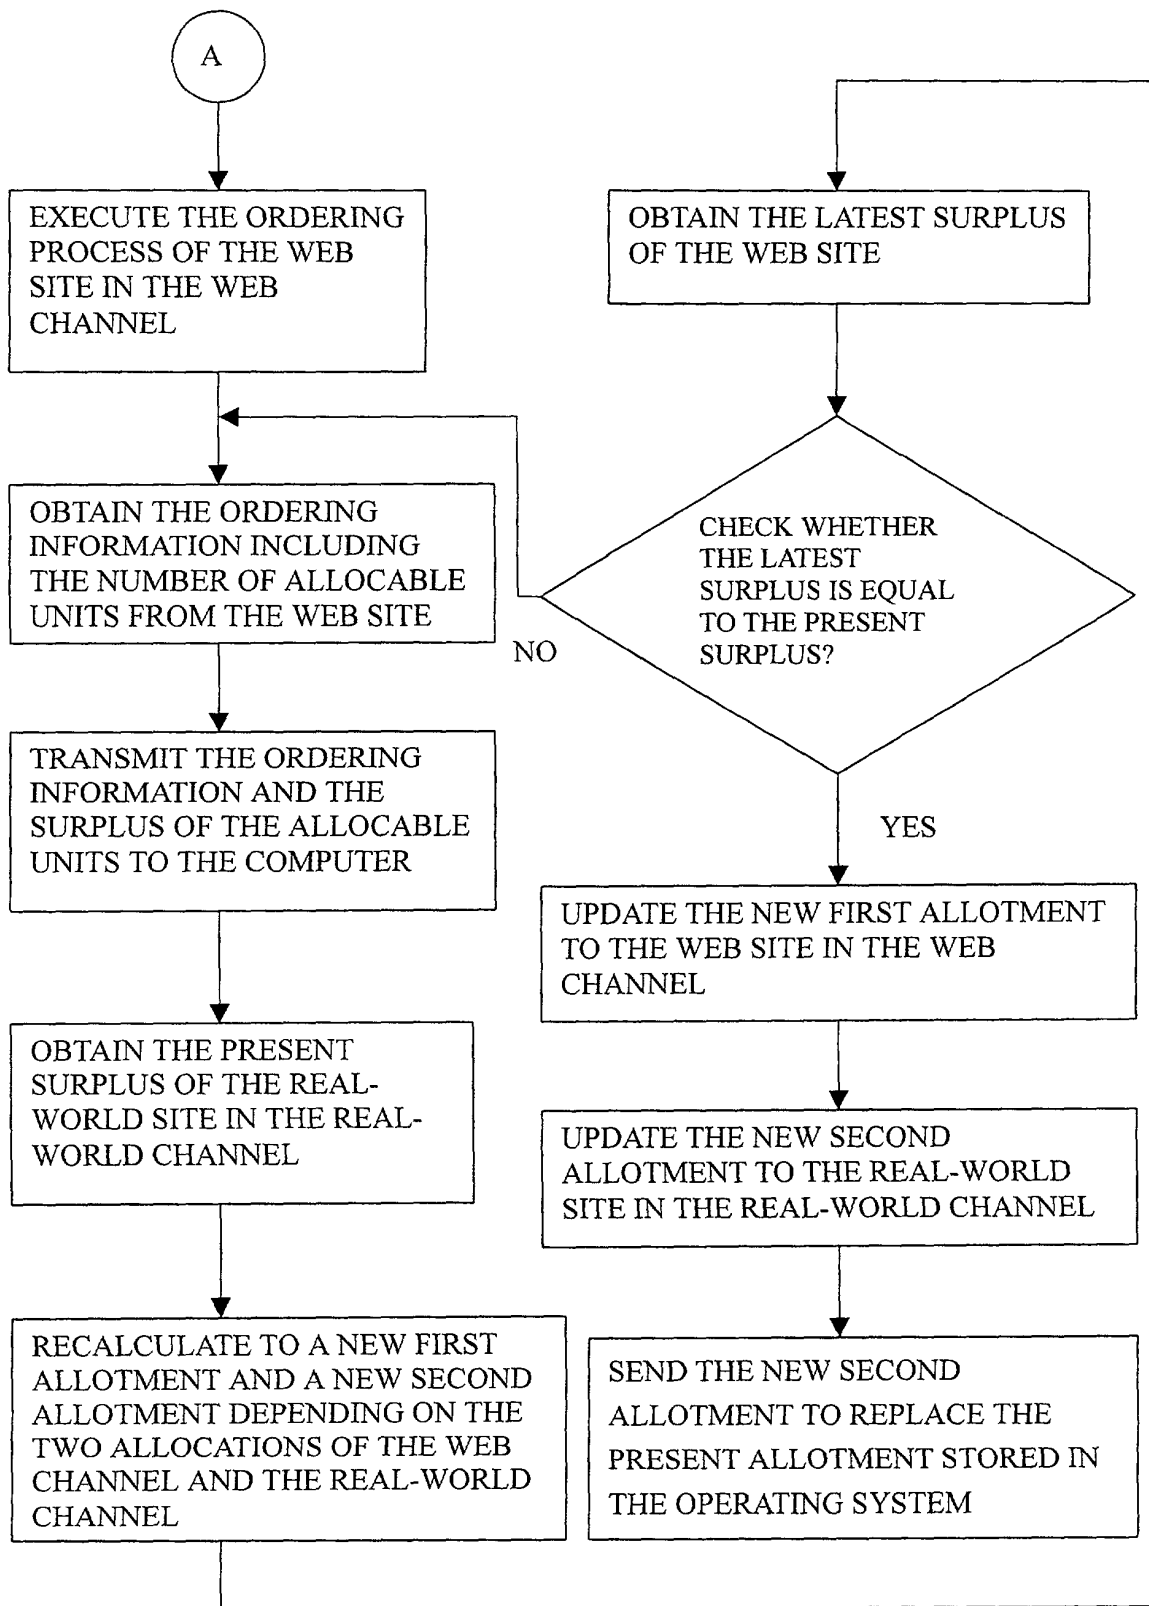 A
EXECUTE THE ORDERING
PROCESS OF THE WEB
SITE IN THE WEB
CHANNEL
OBTAIN THE ORDERING
INFORMATION INCLUDING
THE NUMBER OF ALLOCABLE
UNITS FROM THE WEB SITE
TRANSMIT THE ORDERING
INFORMATION AND THE
SURPLUS OF THE ALLOCABLE
UNITS TO THE COMPUTER
OBTAIN THE PRESENT
SURPLUS OF THE REAL-
WORLD SITE IN THE REAL-
WORLD CHANNEL
RECALCULATE TO A NEW FIRST
ALLOTMENT AND A NEW SECOND
ALLOTMENT DEPENDING ON THE
TWO ALLOCATIONS OF THE WEB
CHANNEL AND THE REAL-WORLD
CHANNEL
OBTAIN THE LATEST SURPLUS
OF THE WEB SITE
CHECK WHETHER
THE LATEST
SURPLUS IS EQUAL
TO THE PRESENT
SURPLUS?
NO
YES
UPDATE THE NEW FIRST ALLOTMENT
TO THE WEB SITE IN THE WEB
CHANNEL
UPDATE THE NEW SECOND
ALLOTMENT TO THE REAL-WORLD
SITE IN THE REAL-WORLD CHANNEL
SEND THE NEW SECOND
ALLOTMENT TO REPLACE THE
PRESENT ALLOTMENT STORED IN
THE OPERATING SYSTEM